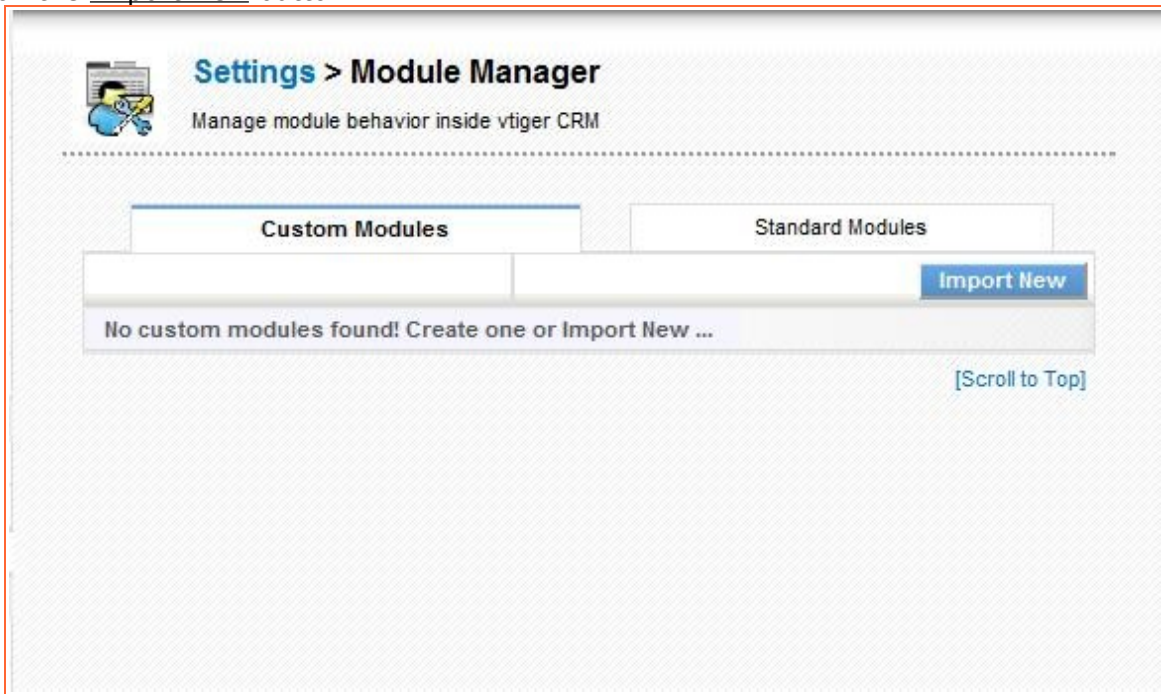 Settings > Module Manager
Manage module behavior inside vtiger CRM
Custom Modules
Standard Modules
Import New
No custom modules found! Create one or Import New ...
[Scroll to Top]